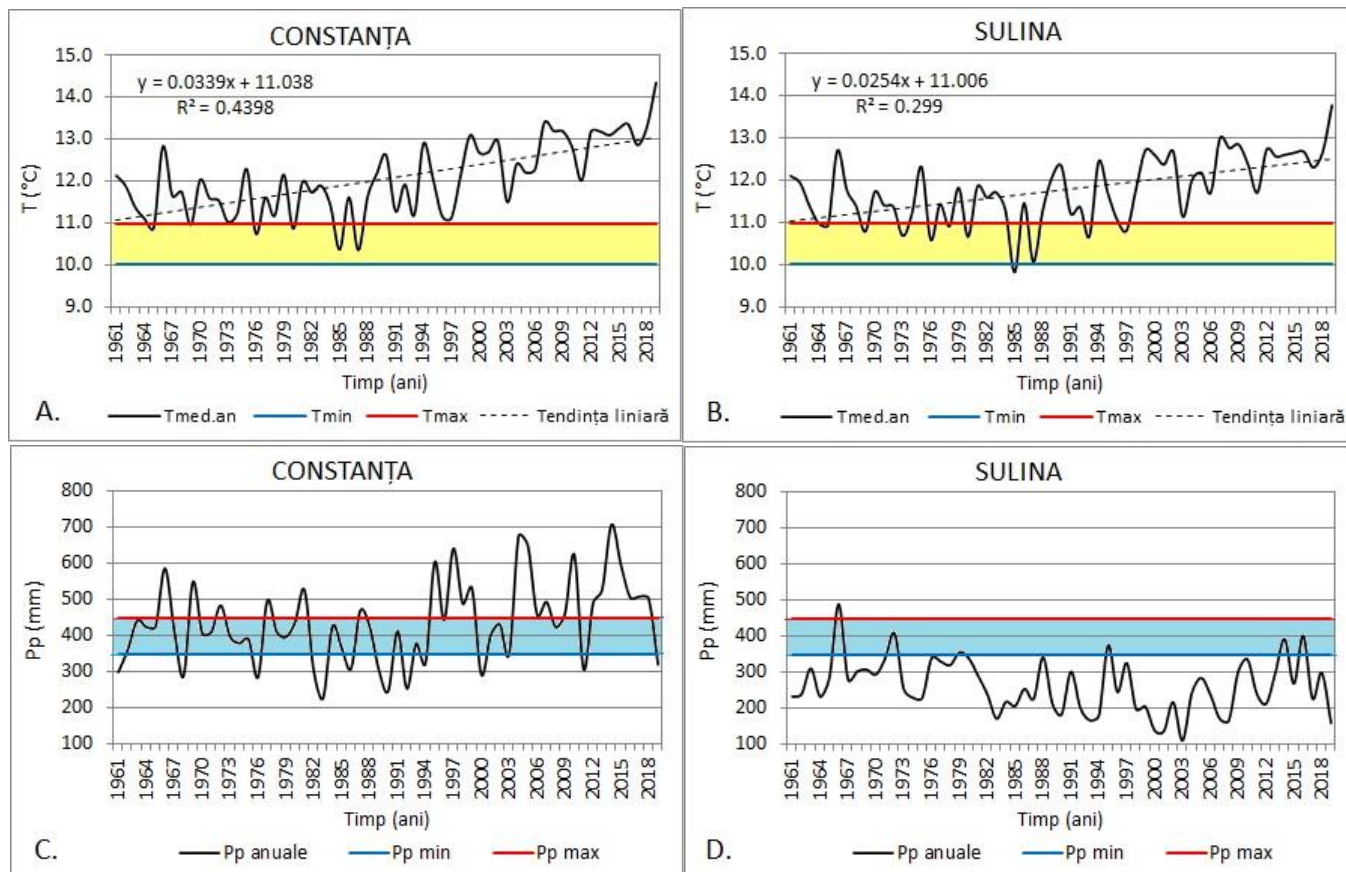 CONSTANȚA
y = 0.0339x + 11.038
R² = 0.4398
T (°C)
15.0
14.0
13.0
12.0
11.0
10.0
9.0
1961 1964 1967 1970 1973 1976 1979 1982 1985 1988 1991 1994 1997 2000 2003 2006 2009 2012 2015 2018
Timp (ani)
A.
Tmed.an Tmin Tmax Tendința liniară
SULINA
y = 0.0254x + 11.006
R² = 0.299
T (°C)
15.0
14.0
13.0
12.0
11.0
10.0
9.0
1961 1964 1967 1970 1973 1976 1979 1982 1985 1988 1991 1994 1997 2000 2003 2006 2009 2012 2015 2018
Timp (ani)
B.
Tmed.an Tmin Tmax Tendința liniară
CONSTANȚA
Pp (mm)
800
700
600
500
400
300
200
100
1961 1964 1967 1970 1973 1976 1979 1982 1985 1988 1991 1994 1997 2000 2003 2006 2009 2012 2015 2018
Timp (ani)
C.
Pp anuale Pp min Pp max
SULINA
Pp (mm)
800
700
600
500
400
300
200
100
1961 1964 1967 1970 1973 1976 1979 1982 1985 1988 1991 1994 1997 2000 2003 2006 2009 2012 2015 2018
Timp (ani)
D.
Pp anuale Pp min Pp max